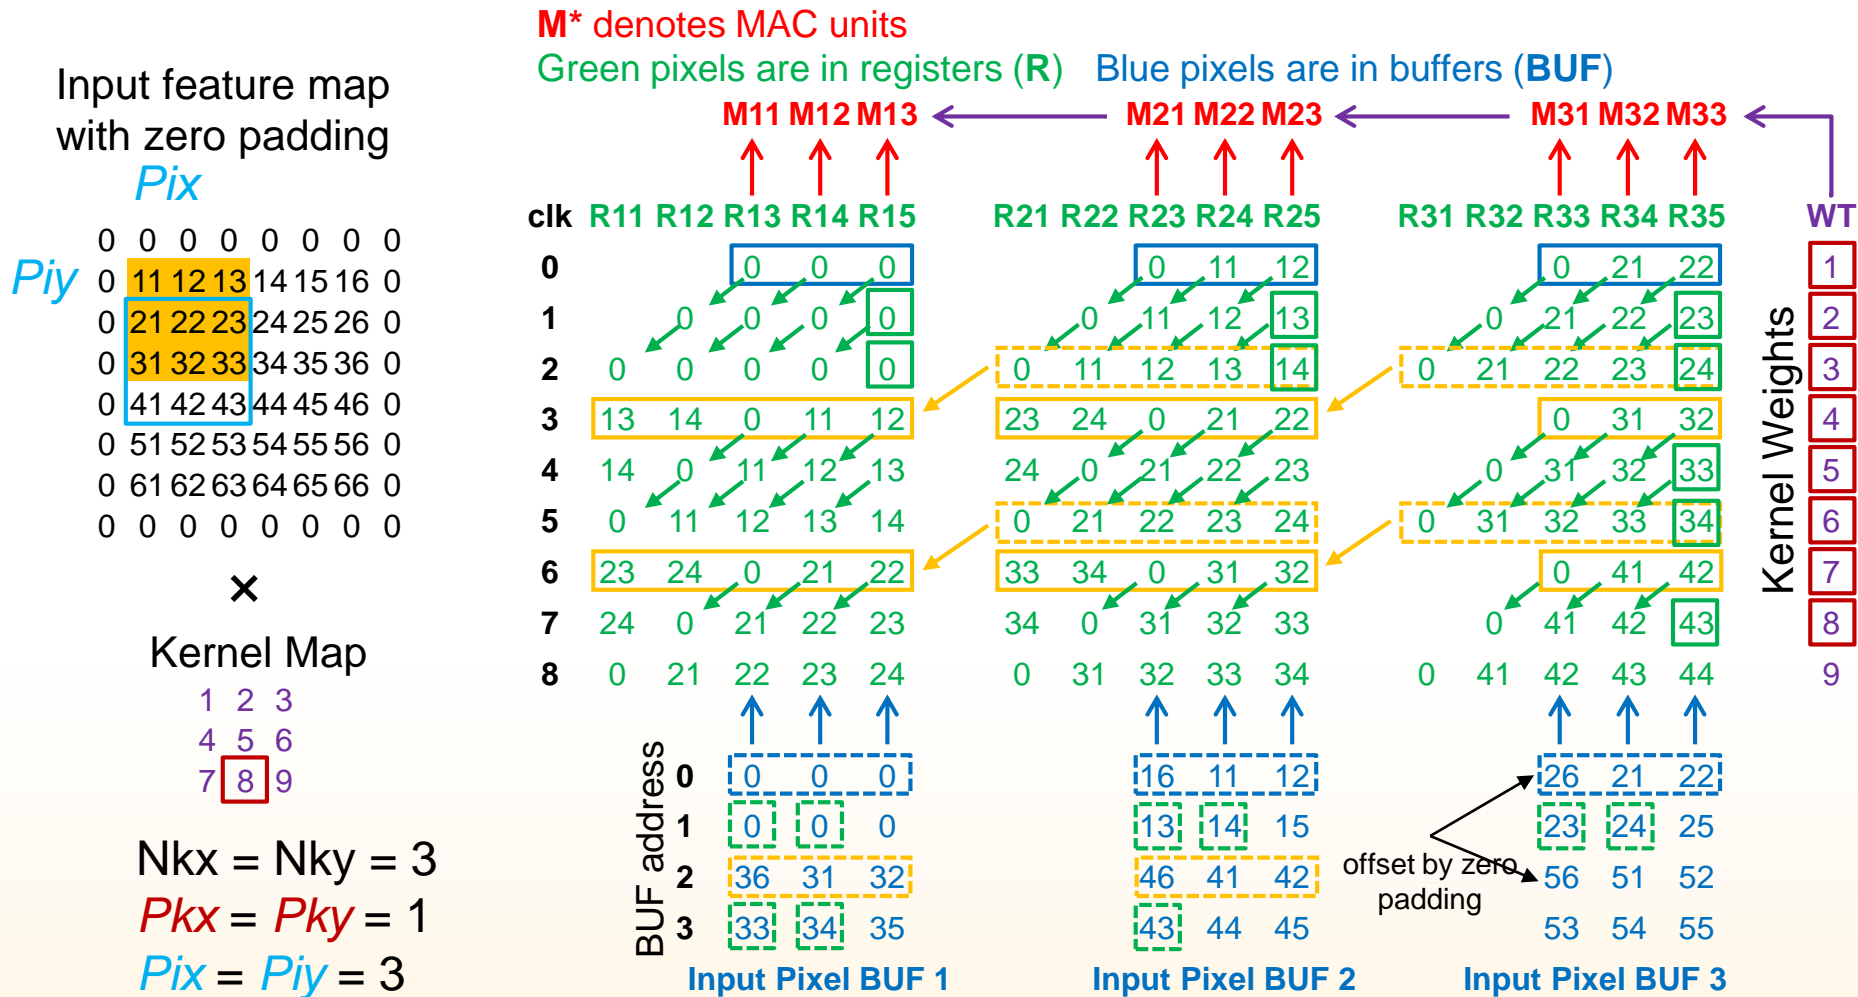 M* denotes MAC units
Green pixels are in registers (R) Blue pixels are in buffers (BUF)
Input feature map
with zero padding
Pix
Piy
0 0 0 0 0 0 0 0
0 11 12 13 14 15 16 0
0 21 22 23 24 25 26 0
0 31 32 33 34 35 36 0
0 41 42 43 44 45 46 0
0 51 52 53 54 55 56 0
0 61 62 63 64 65 66 0
0 0 0 0 0 0 0 0
×
Kernel Map
1 2 3
4 5 6
7 8 9
Nkx = Nky = 3
Pkx = Pky = 1
Pix = Piy = 3
M11 M12 M13 M21 M22 M23 M31 M32 M33
clk R11 R12 R13 R14 R15 R21 R22 R23 R24 R25 R31 R32 R33 R34 R35 WT
0 0 0 0 0 11 12 0 21 22 1
1 0 0 0 0 0 11 12 13 0 21 22 23 2
2 0 0 0 0 0 0 11 12 13 14 0 21 22 23 24 3
3 13 14 0 11 12 23 24 0 21 22 0 31 32 4
4 14 0 11 12 13 24 0 21 22 23 0 31 32 33 5
5 0 11 12 13 14 0 21 22 23 24 0 31 32 33 34 6
6 23 24 0 21 22 33 34 0 31 32 0 41 42 7
7 24 0 21 22 23 34 0 31 32 33 0 41 42 43 8
8 0 21 22 23 24 0 31 32 33 34 0 41 42 43 44 9
Kernel Weights
BUF address
0 0 0 0 16 11 12 26 21 22
1 0 0 0 13 14 15 23 24 25
2 36 31 32 46 41 42 56 51 52
3 33 34 35 43 44 45 53 54 55
offset by zero
padding
Input Pixel BUF 1 Input Pixel BUF 2 Input Pixel BUF 3